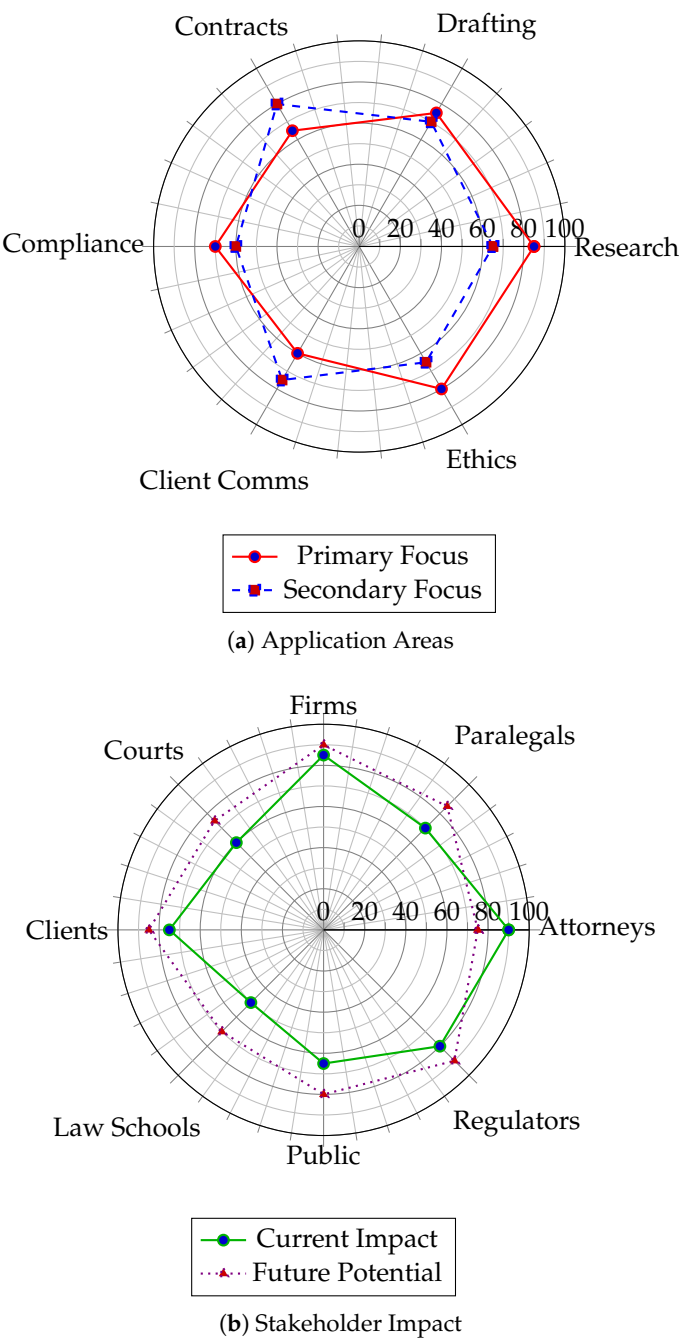 Contracts
Drafting
Compliance
0 20 40 60 80 100
Research
Client Comms
Ethics
Primary Focus
Secondary Focus
(a) Application Areas
Firms
Courts
Paralegals
Clients
0 20 40 60 80 100
Attorneys
Law Schools
Regulators
Public
Current Impact
Future Potential
(b) Stakeholder Impact